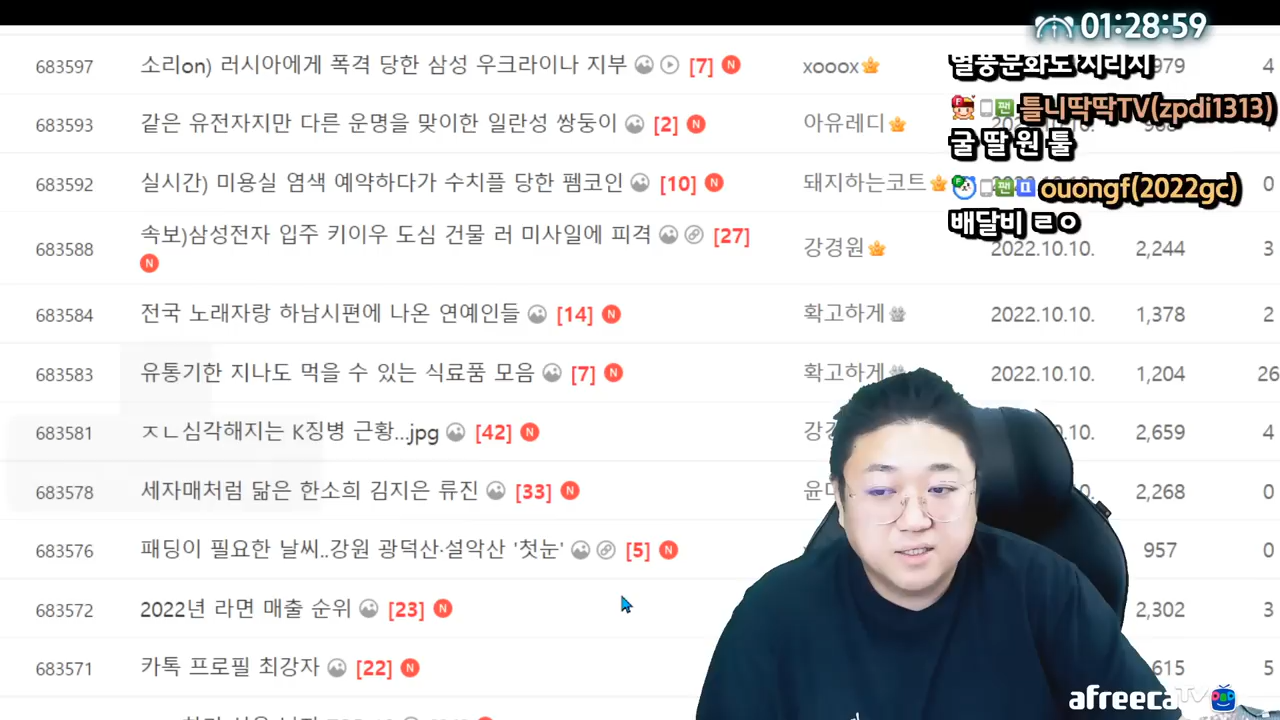 01:28:59
683597 소리on) 러시아에게 폭격 당한 삼성 우크라이나 지부 [7] N xooox 979 4
열풍문화도 지리지
틀니딱딱TV(zpdi1313)
683593 같은 유전자지만 다른 운명을 맞이한 일란성 쌍둥이 [2] N 아유레디
굴 딸 원 툴
683592 실시간) 미용실 염색 예약하다가 수치플 당한 펨코인 [10] N 돼지하는코트 0
ouongf(2022gc)
배달비 ㄹㅇ
683588 속보)삼성전자 입주 키이우 도심 건물 러 미사일에 피격 [27] N 강경원 2022.10.10. 2,244 3
683584 전국 노래자랑 하남시편에 나온 연예인들 [14] N 확고하게 2022.10.10. 1,378 2
683583 유통기한 지나도 먹을 수 있는 식료품 모음 [7] N 확고하게 2022.10.10. 1,204 26
683581 ㅈㄴ심각해지는 K징병 근황...jpg [42] N 2,659 4
683578 세자매처럼 닮은 한소희 김지은 류진 [33] N 2,268 0
683576 패딩이 필요한 날씨..강원 광덕산·설악산 '첫눈' [5] N 957 0
683572 2022년 라면 매출 순위 [23] N 2,302 3
683571 카톡 프로필 최강자 [22] N 615 5
afreecaTV